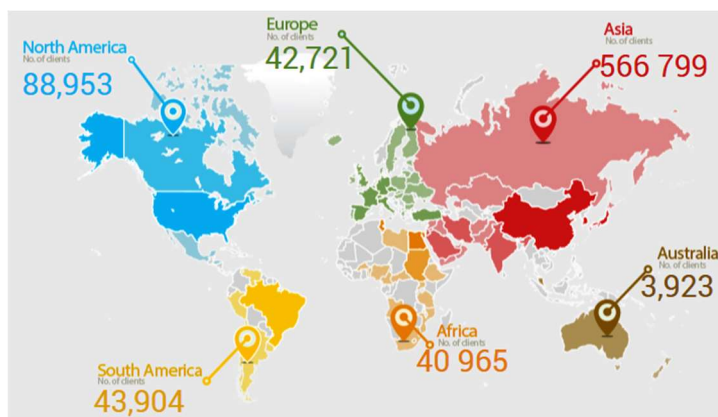 Europe
No. of clients
42,721
Asia
No. of clients
566 799
North America
No. of clients
88,953
Australia
No. of clients
3,923
Africa
No. of clients
40 965
South America
No. of clients
43,904